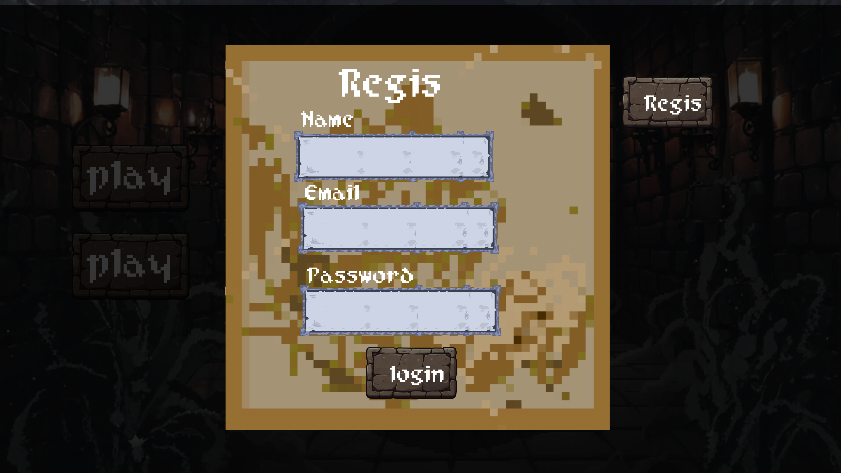 Regis
Name
Regis
play
Email
play
Password
login